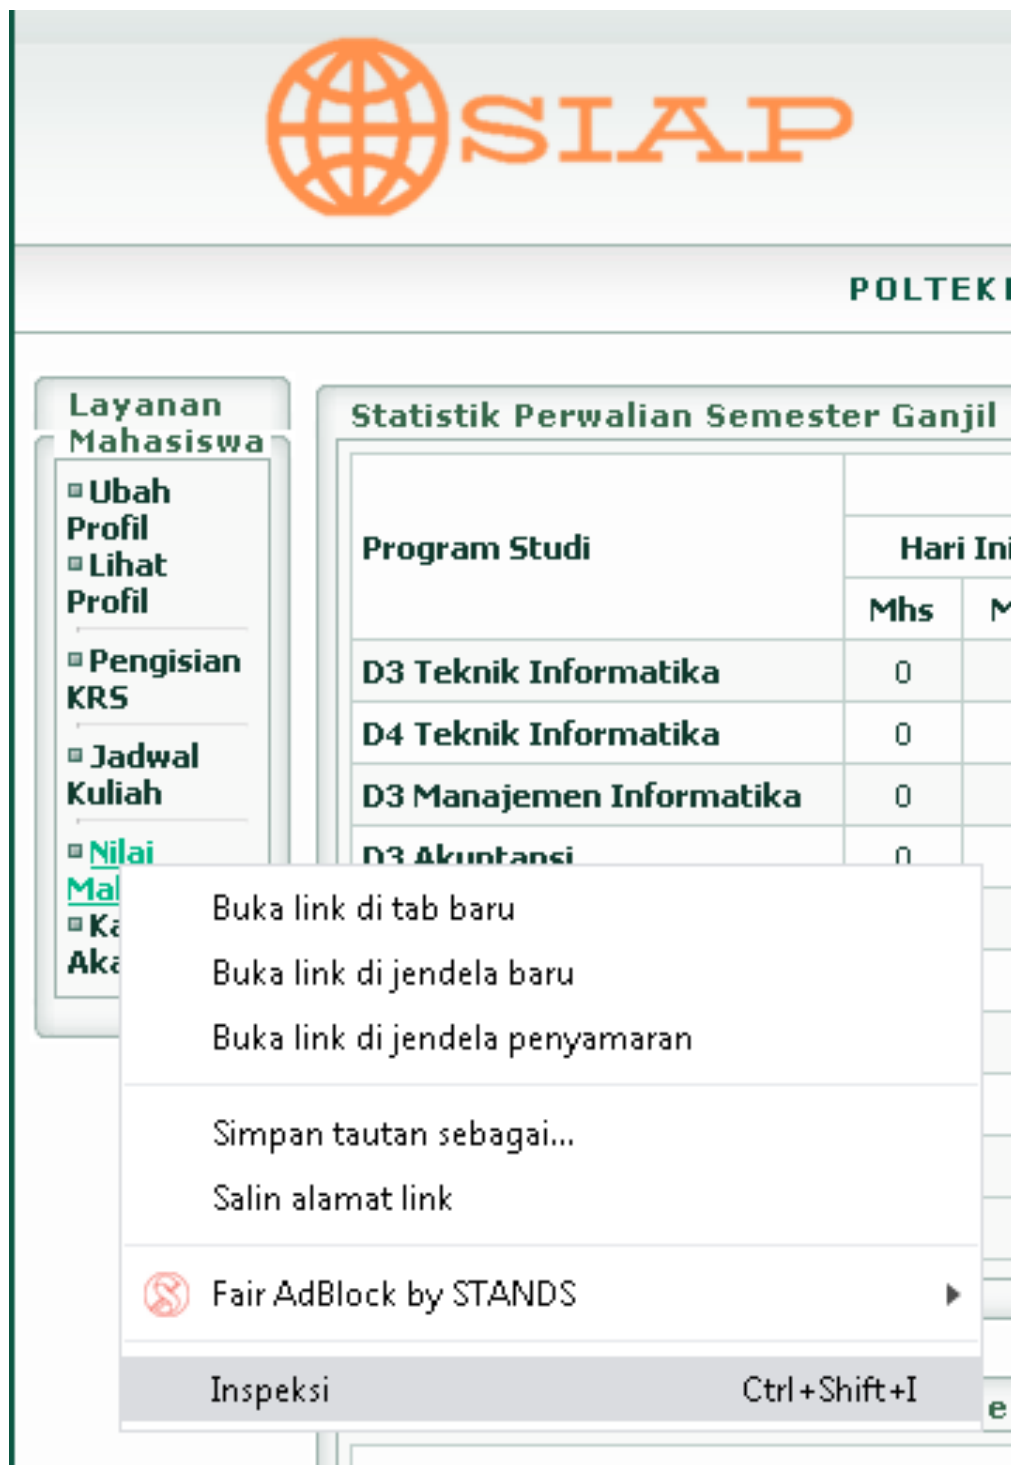 SIAP
POLTEK
Layanan
Mahasiswa
Ubah
Profil
Lihat
Profil
Pengisian
KRS
Jadwal
Kuliah
Nilai
Statistik Perwalian Semester Ganjil
Program Studi
Hari Ini
Mhs
D3 Teknik Informatika 0
D4 Teknik Informatika 0
D3 Manajemen Informatika 0
D3 Akuntansi 0
Buka link di tab baru
Buka link di jendela baru
Buka link di jendela penyamaran
Simpan tautan sebagai...
Salin alamat link
Fair AdBlock by STANDS
Inspeksi Ctrl+Shift+I